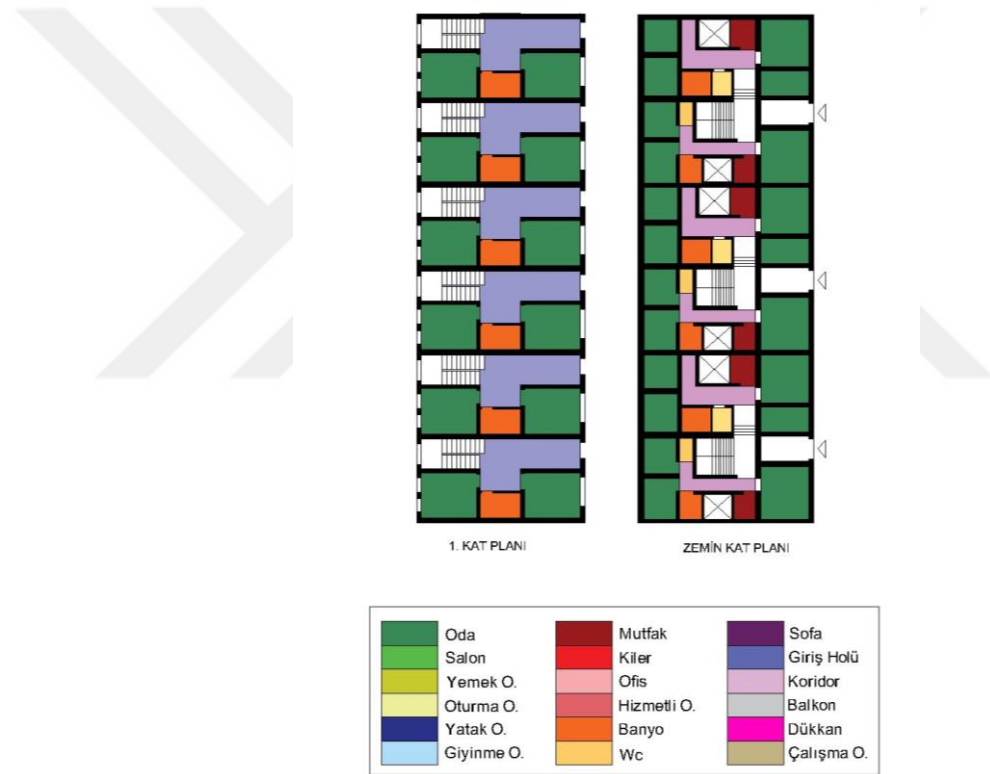 1. KAT PLANI
ZEMİN KAT PLANI
Oda
Salon
Yemek O.
Oturma O.
Yatak O.
Giyinme O.
Mutfak
Kiler
Ofis
Hizmetli O.
Banyo
Wc
Sofa
Giriş Holü
Koridor
Balkon
Dükkan
Çalışma O.